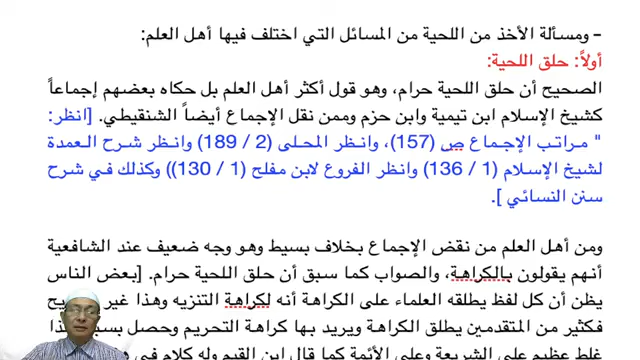 - ومسألة الأخذ من اللحية من المسائل التي اختلف فيها أهل العلم:
أولاً: حلق اللحية:
الصحيح أن حلق اللحية حرام، وهو قول أكثر أهل العلم بل حكاه بعضهم إجماعاً
كشيخ الإسلام ابن تيمية وابن حزم وممن نقل الإجماع أيضاً الشنقيطي. [انظر:
" مراتب الإجماع ص (157)، وانظر المحلى (2 / 189) وانظر شرح العمدة
لشيخ الإسلام (1 / 136) وانظر الفروع لابن مفلح (1 / 130)) وكذلك في شرح
سنن النسائي ].
ومن أهل العلم من نقض الإجماع بخلاف بسيط وهو وجه ضعيف عند الشافعية
أنهم يقولون بالكراهة، والصواب كما سبق أن حلق اللحية حرام. [بعض الناس
يظن أن كل لفظ يطلقه العلماء على الكراهة أنه لكراهة التنزيه وهذا غير
فكثير من المتقدمين يطلق الكراهة ويريد بها كراهة التحريم وحصل
غلط عظيم على الشريعة وعلى الأئمة كما قال ابن القيم وله كلام في